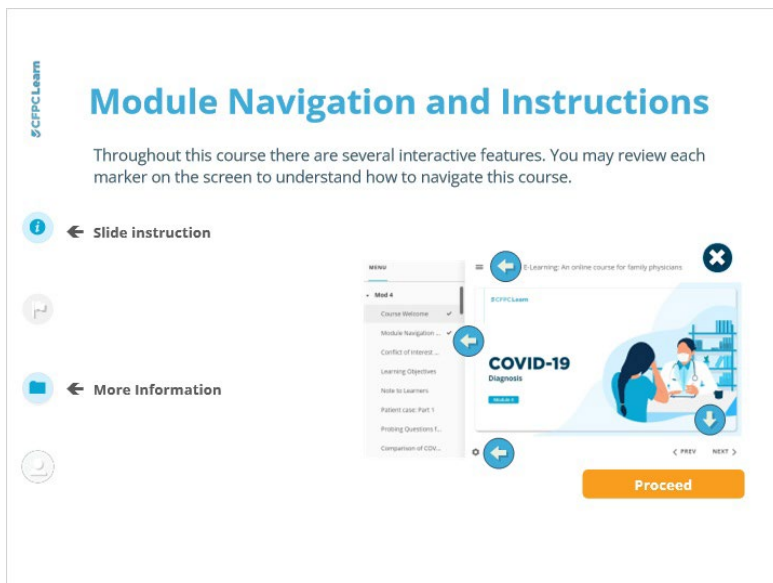 CFPCLearn
Module Navigation and Instructions
Throughout this course there are several interactive features. You may review each
marker on the screen to understand how to navigate this course.
Slide instruction
More Information
MENU
E-Learning: An online course for family physicians
Mod 4
Course Welcome
Module Navigation ...
Conflict of Interest ...
Learning Objectives
Note to Learners
Patient case: Part 1
Probing Questions f...
Comparison of COV...
CFPCLearn
COVID-19
Diagnosis
Module 4
PREV
NEXT
Proceed